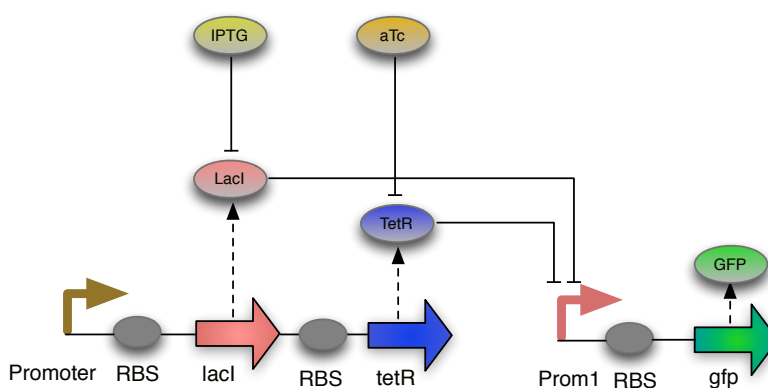 IPTG
aTc
LacI
TetR
GFP
Promoter
RBS
lacI
RBS
tetR
Prom1
RBS
gfp